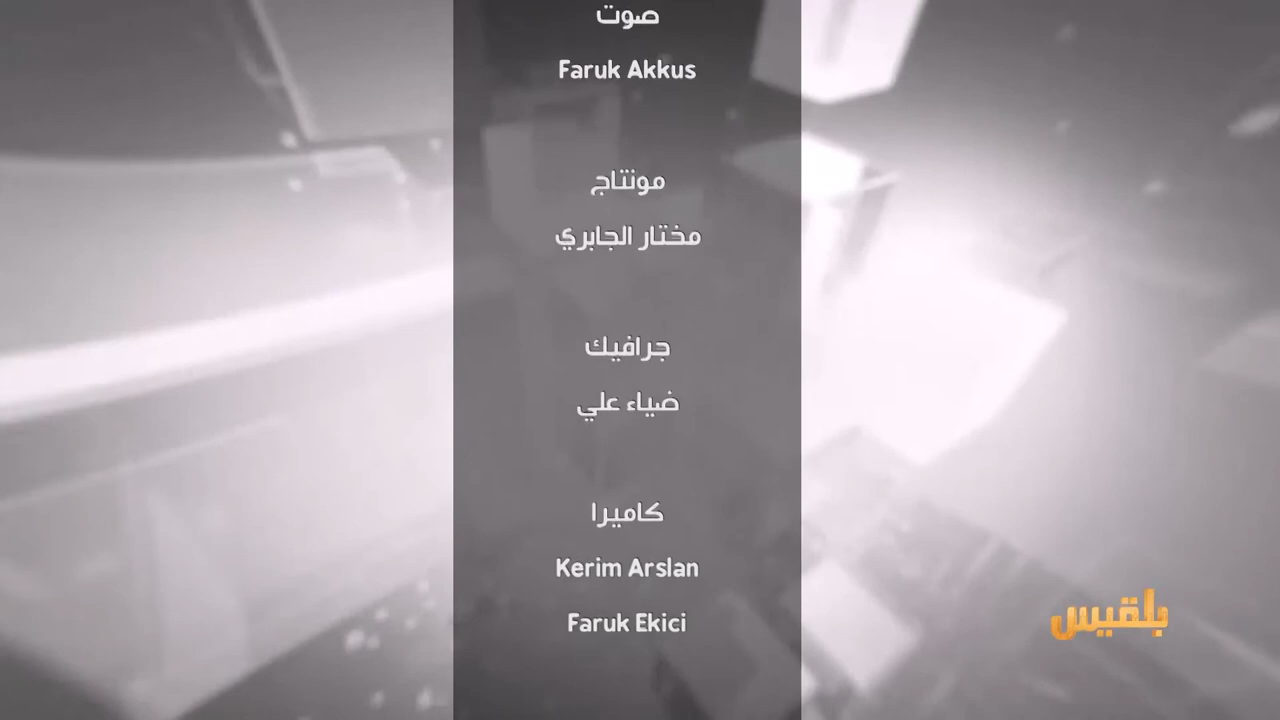 صوت
Faruk Akkus
مونتاج
مختار الجابري
جرافيك
ضياء علي
كاميرا
Kerim Arslan
Faruk Ekici
بلقيس